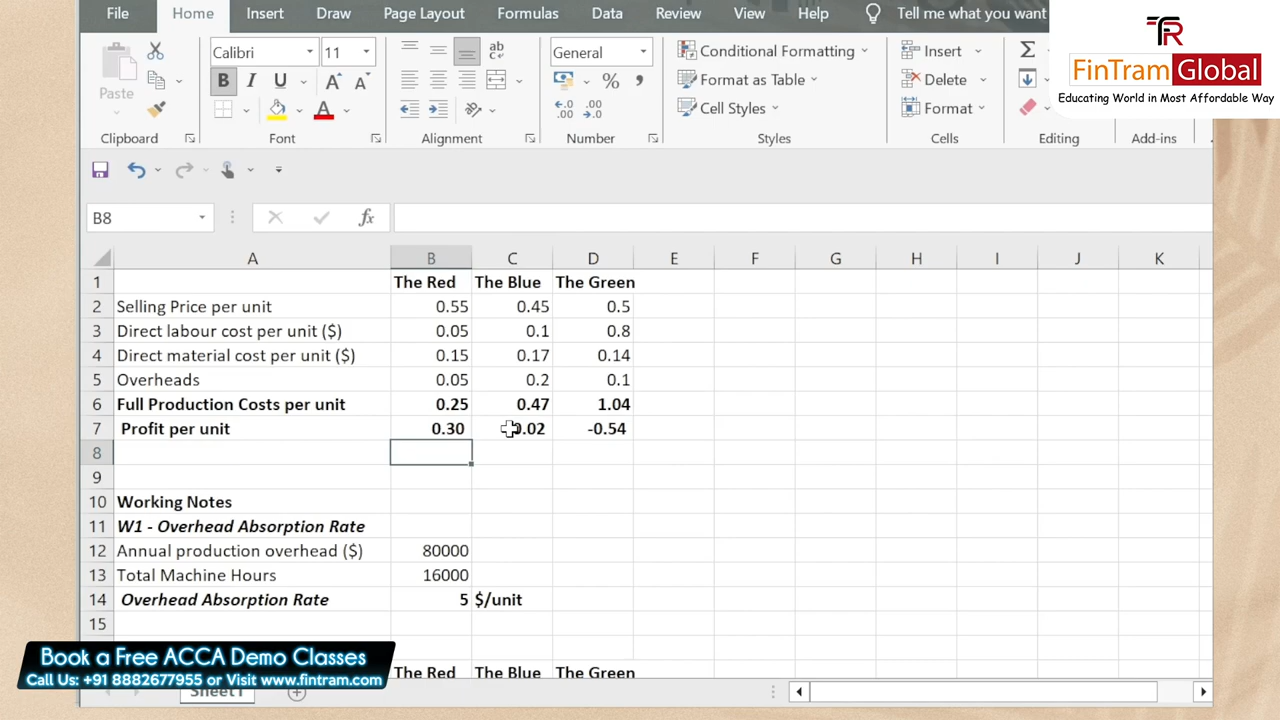 File Home Insert Draw Page Layout Formulas Data Review View Help Tell me what you want
TR
FinTram Global
Educating World in Most Affordable Way
Paste
Calibri 11
B I U A A
ab
General
% ,
Conditional Formatting
Format as Table
Cell Styles
Insert
Delete
Format
Σ
Clipboard Font Alignment Number Styles Cells Editing Add-ins
B8 fx
A B C D E F G H I J K
1 The Red The Blue The Green
2 Selling Price per unit 0.55 0.45 0.5
3 Direct labour cost per unit ($) 0.05 0.1 0.8
4 Direct material cost per unit ($) 0.15 0.17 0.14
5 Overheads 0.05 0.2 0.1
6 Full Production Costs per unit 0.25 0.47 1.04
7 Profit per unit 0.30 0.02 -0.54
8
9
10 Working Notes
11 W1 - Overhead Absorption Rate
12 Annual production overhead ($) 80000
13 Total Machine Hours 16000
14 Overhead Absorption Rate 5 $/unit
15
The Red The Blue The Green
Book a Free ACCA Demo Classes
Call Us: +91 8882677955 or Visit www.fintram.com
Sheet1